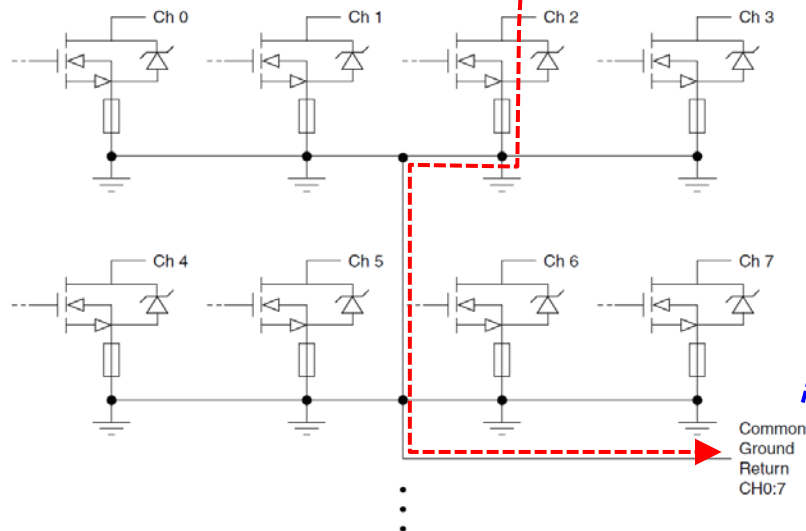 Ch 0
Ch 1
Ch 2
Ch 3
Ch 4
Ch 5
Ch 6
Ch 7
Common
Ground
Return
CH0:7